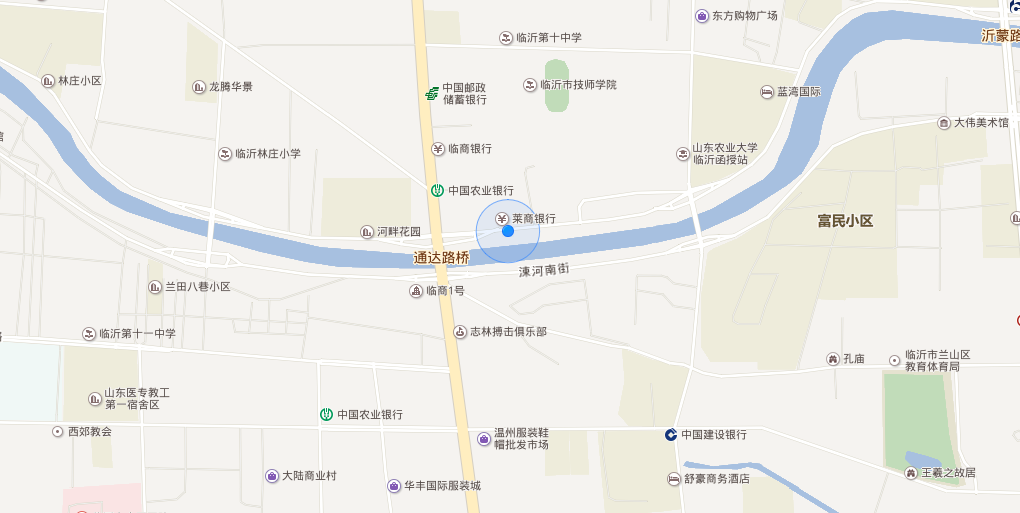 东方购物广场
临沂第十中学
沂蒙路
林庄小区
龙腾华景
中国邮政
储蓄银行
临沂市技师学院
蓝湾国际
大伟美术馆
临商银行
临沂林庄小学
山东农业大学
临沂函授站
中国农业银行
莱商银行
富民小区
河畔花园
通达路桥
涑河南街
兰田八巷小区
临商1号
临沂第十一中学
志林搏击俱乐部
孔庙
临沂市兰山区
教育体育局
山东医专教工
第一宿舍区
中国农业银行
西郊教会
温州服装鞋
帽批发市场
中国建设银行
大陆商业村
华丰国际服装城
舒豪商务酒店
王羲之故居